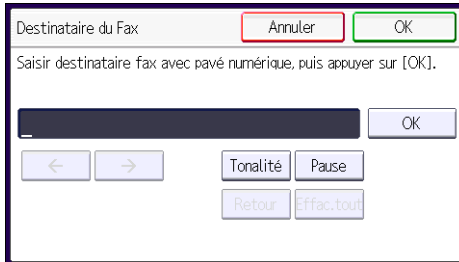 Destinataire du Fax Annuler OK
Saisir destinataire fax avec pavé numérique, puis appuyer sur [OK].
OK
← → Tonalité Pause
Retour Effac.tout